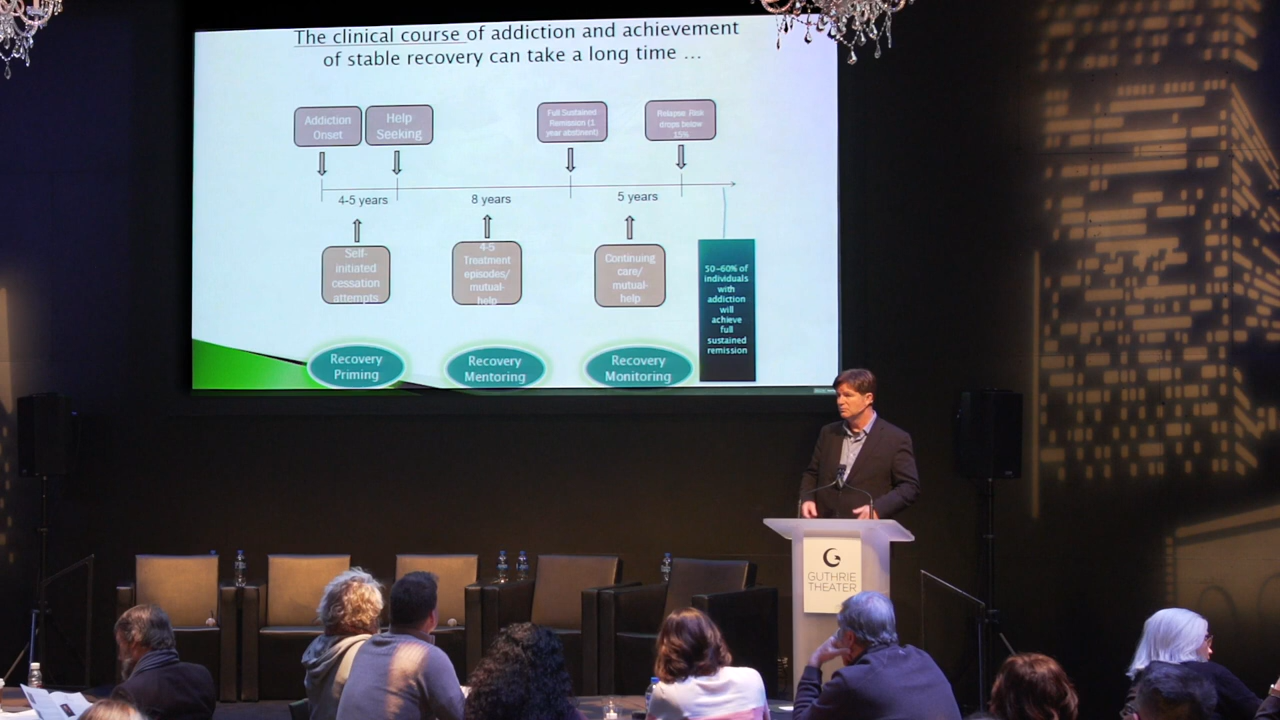 The clinical course of addiction and achievement
of stable recovery can take a long time …
Addiction
Onset
Help
Seeking
Full Sustained
Remission (1
year abstinent)
Relapse Risk
drops below
15%
4-5 years
8 years
5 years
Self-
initiated
cessation
attempts
4-5
Treatment
episodes/
mutual-
help
Continuing
care/
mutual-
help
50-60% of
individuals
with
addiction
will
achieve
full
sustained
remission
Recovery
Priming
Recovery
Mentoring
Recovery
Monitoring
GUTHRIE
THEATER